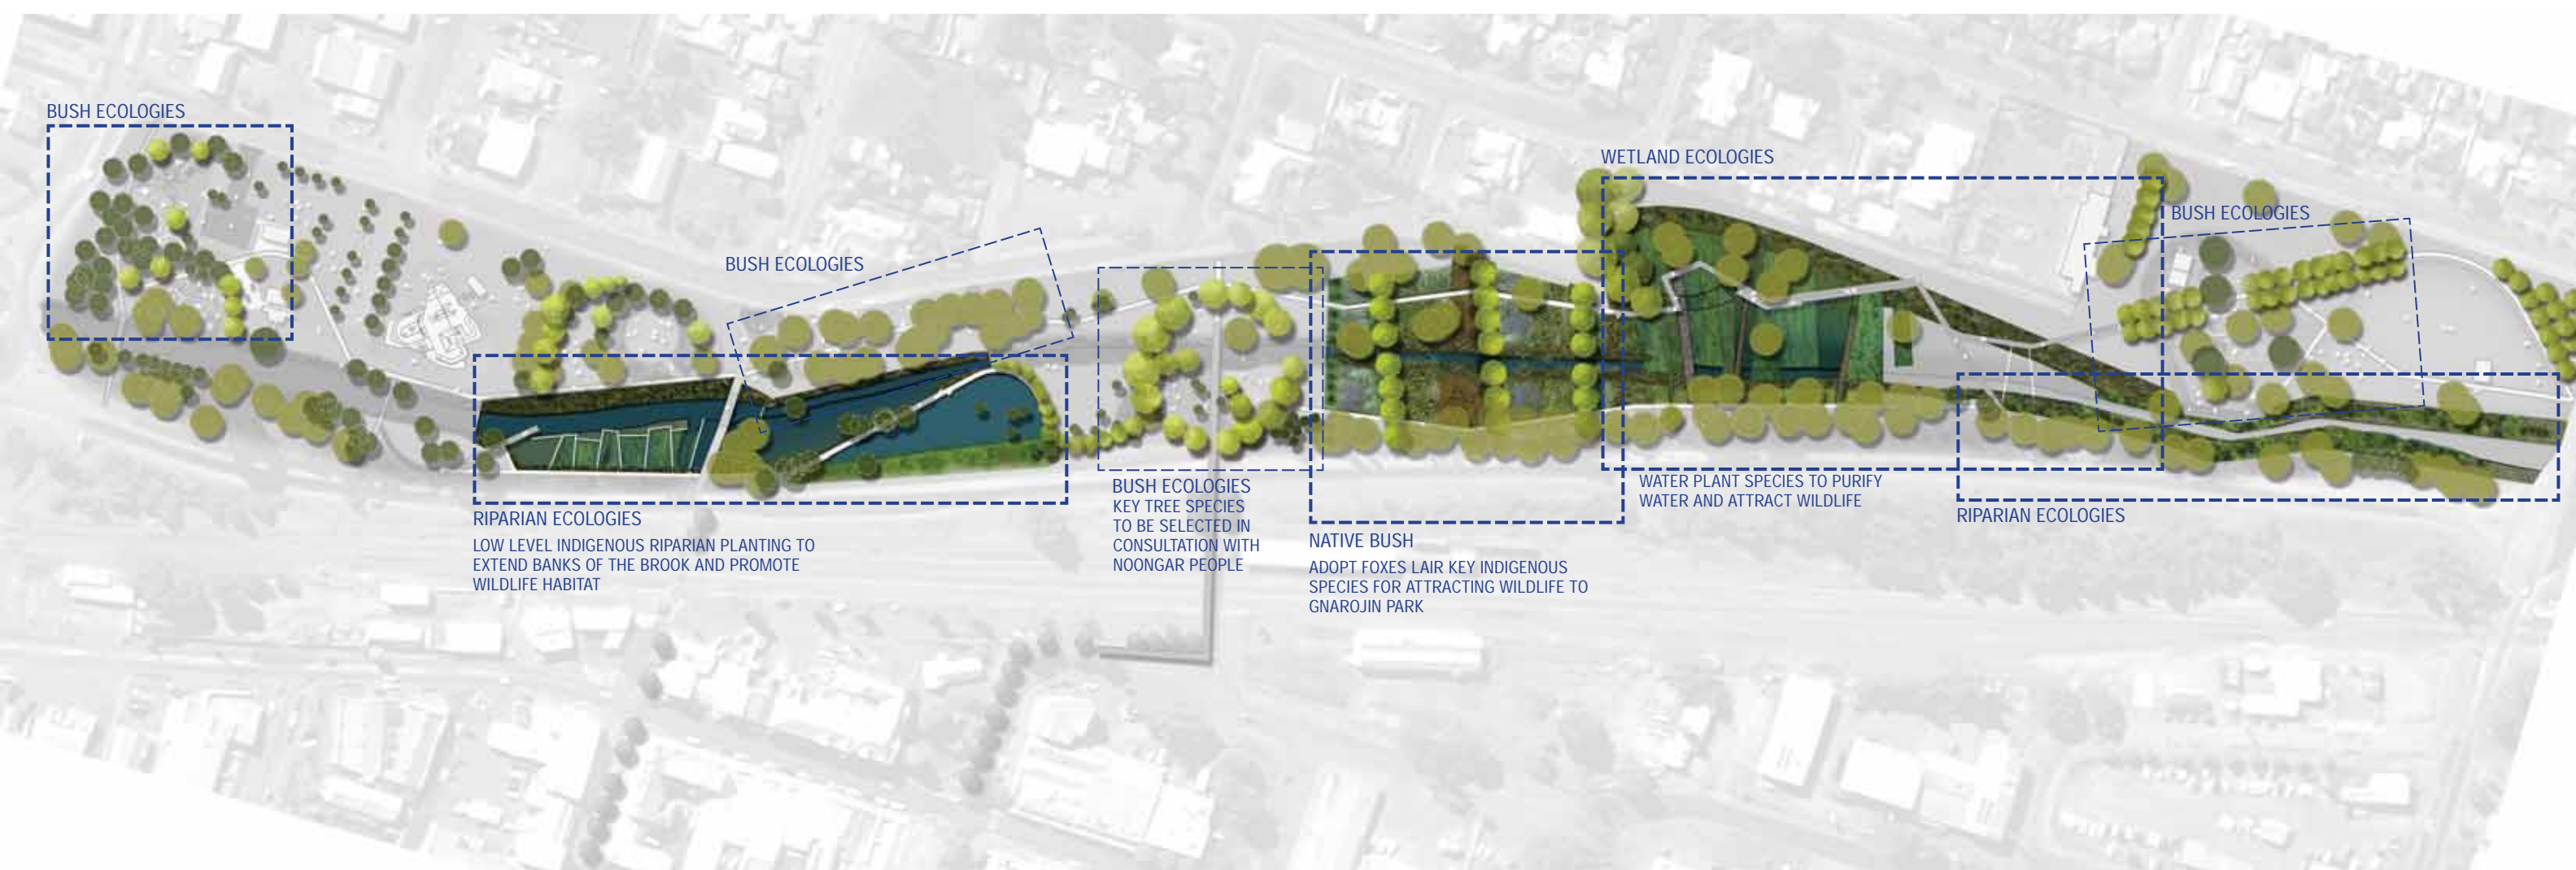 BUSH ECOLOGIES
BUSH ECOLOGIES
RIPARIAN ECOLOGIES
LOW LEVEL INDIGENOUS RIPARIAN PLANTING TO
EXTEND BANKS OF THE BROOK AND PROMOTE
WILDLIFE HABITAT
BUSH ECOLOGIES
KEY TREE SPECIES
TO BE SELECTED IN
CONSULTATION WITH
NOONGAR PEOPLE
NATIVE BUSH
ADOPT FOXES LAIR KEY INDIGENOUS
SPECIES FOR ATTRACTING WILDLIFE TO
GNAROJIN PARK
WETLAND ECOLOGIES
WATER PLANT SPECIES TO PURIFY
WATER AND ATTRACT WILDLIFE
BUSH ECOLOGIES
RIPARIAN ECOLOGIES